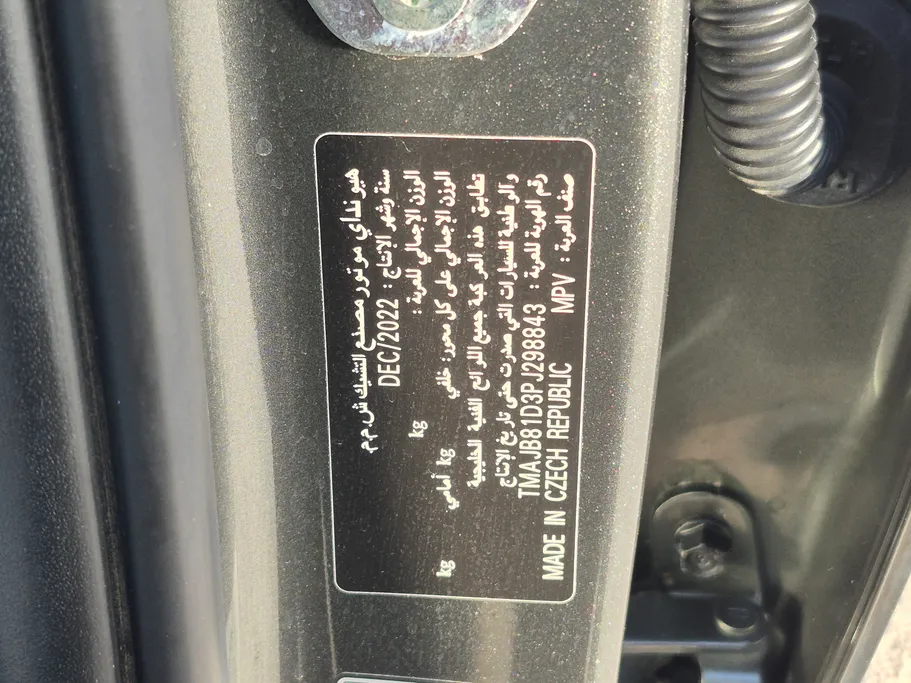 هيونداي موتور مصنع التشيك ش.م.م
سنة وشهر الإنتاج : DEC/2022
الوزن الإجمالي للعربة : kg
الوزن الإجمالي على كل محور: خلفي kg أمامي kg
تطابق هذه المركبة جميع اللوائح الفنية الخليجية
والوطنية للسيارات التي صدرت حتى تاريخ الإنتاج
رقم الهوية للعربة : TMAJB81D3PJ298843
صنف العربة : MPV MADE IN CZECH REPUBLIC